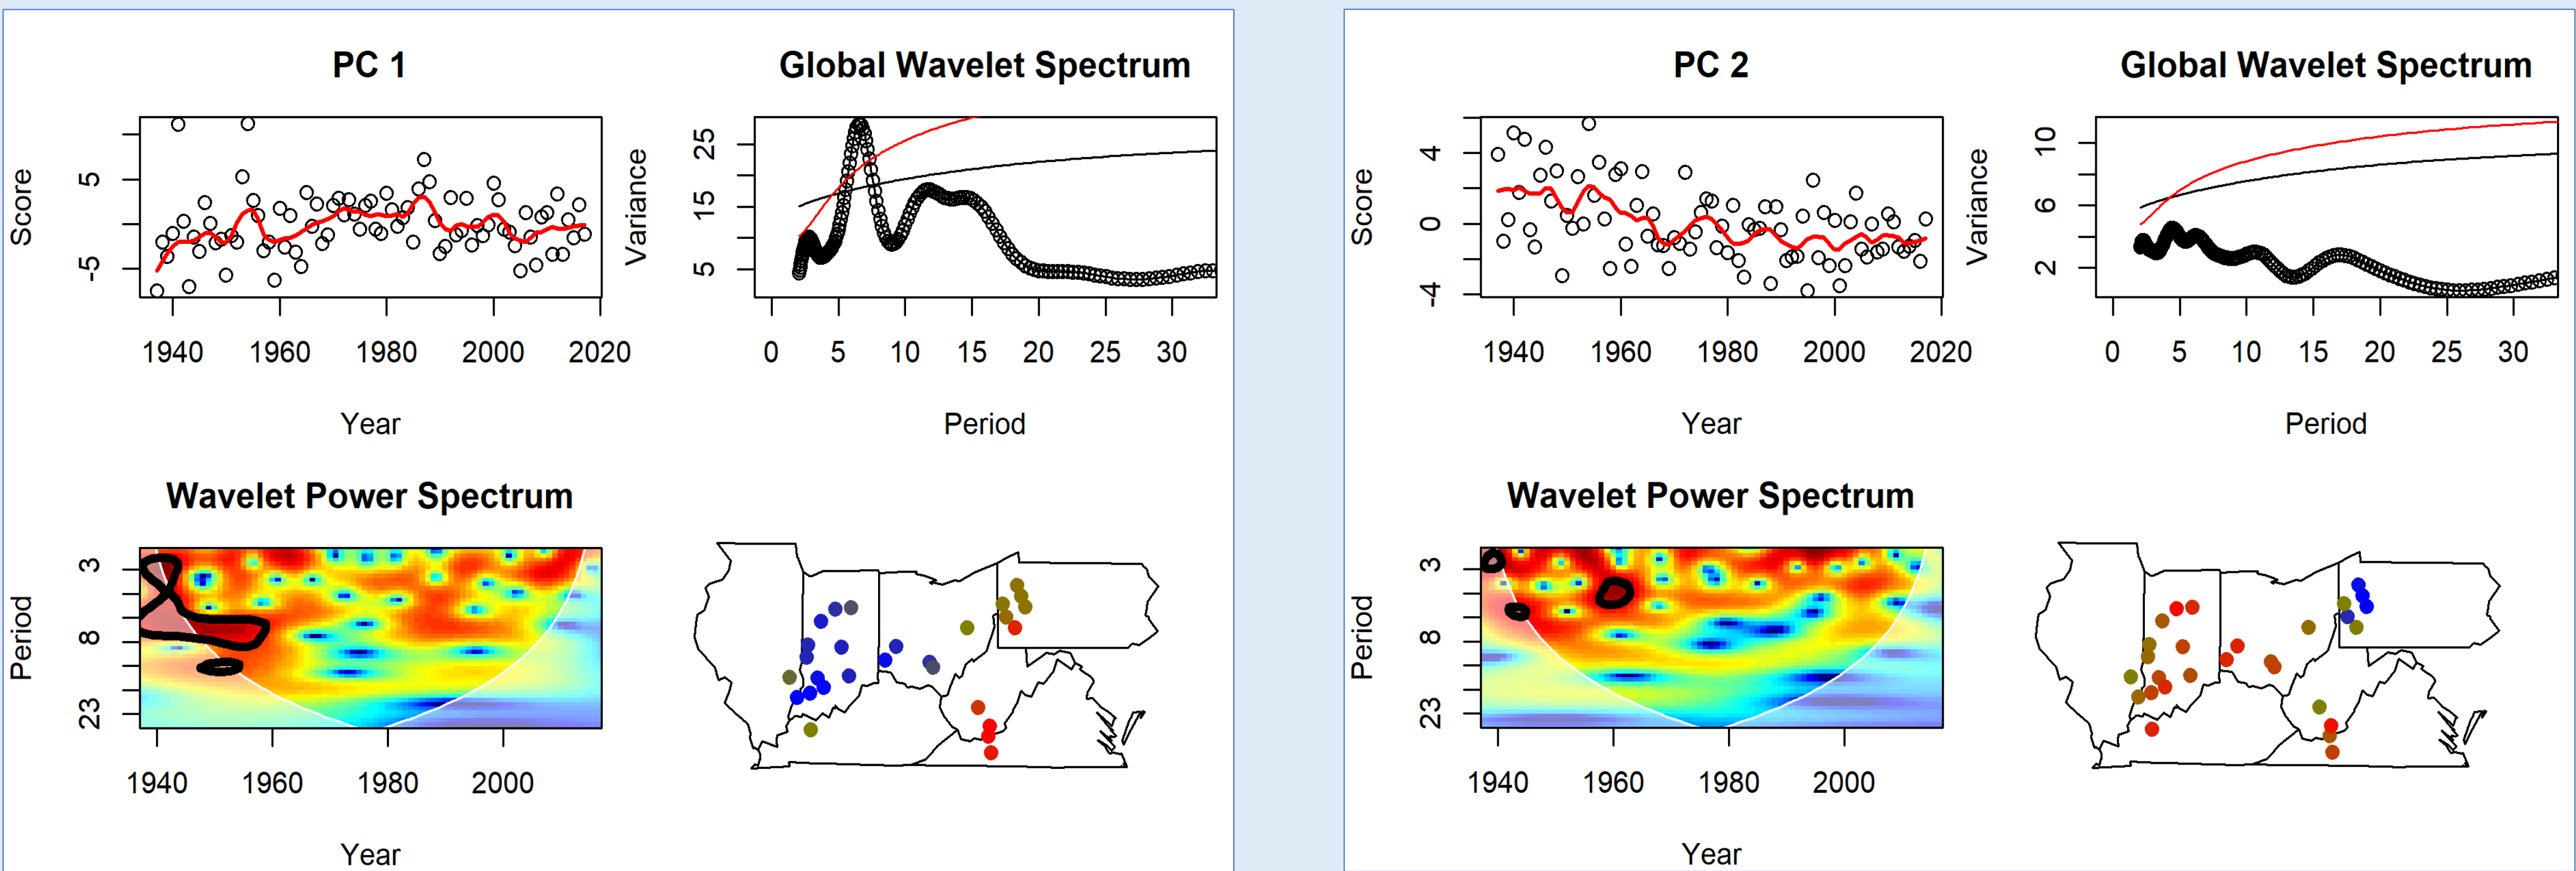 PC 1
Score
5
-5
1940 1960 1980 2000 2020
Year
Global Wavelet Spectrum
Variance
25
15
5
0 5 10 15 20 25 30
Period
Wavelet Power Spectrum
Period
3
8
23
1940 1960 1980 2000
Year
PC 2
Score
4
0
-4
1940 1960 1980 2000 2020
Year
Global Wavelet Spectrum
Variance
10
6
2
0 5 10 15 20 25 30
Period
Wavelet Power Spectrum
Period
3
8
23
1940 1960 1980 2000
Year